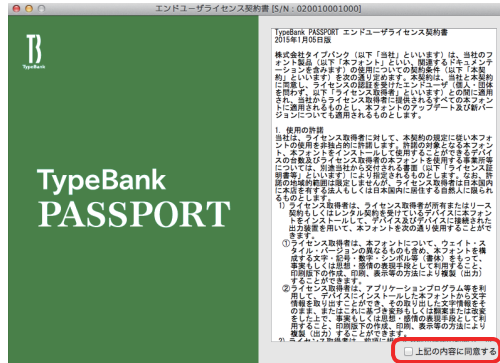 エンドユーザライセンス契約書 [S/N : 020010001000]
TB
TypeBank
TypeBank
PASSPORT
TypeBank PASSPORT エンドユーザライセンス契約書
2015年1月05日版
株式会社タイプバンク（以下「当社」といいます）は、当社のフ
ォント製品（以下「本フォント」といい、関連するドキュメンテ
ーションを含みます）の使用についての契約条件（以下「本契
約」といいます）を次の通り定めます。本契約は、当社と本契約
に同意し、ライセンスの認証を受けたエンドユーザ（個人・団体
を問わず、以下「ライセンス取得者」といいます）との間に適用
され、当社からライセンス取得者に提供されるすべての本フォン
トに適用されるものとし、本フォントのアップデート及び新バー
ジョンについても適用されるものとします。
1. 使用の許諾
当社は、ライセンス取得者に対して、本契約の規定に従い本フォ
ントの使用を非独占的に許諾します。許諾の対象となる本フォン
ト、本フォントをインストールして使用することができるデバイ
スの台数及びライセンス取得者の本フォントを使用する事業所等
については、別途当社から交付される書面（以下「ライセンス証
明書等」といいます）により指定されるものとします。なお、許
諾の地域的範囲は限定しませんが、ライセンス取得者は日本国内
に本店を有する法人もしくは日本国内に居住する自然人に限られ
るものとします。
1) ライセンス取得者は、ライセンス取得者が所有またはリース
契約もしくはレンタル契約を受けているデバイスに本フォン
トをインストールして、デバイス及びデバイスに接続された
出力装置を用いて、本フォントを次の通り使用することがで
きます。
①ライセンス取得者は、本フォントについて、ウェイト・ス
タイル・バージョンの異なるものも含め、本フォントを構
成する文字・記号・数字・シンボル等（書体）をもって、
事実もしくは思想・感情の表現手段として利用すること、
印刷版下の作成、印刷、表示等の方法により複製（出力）
することができます。
②ライセンス取得者は、アプリケーションプログラム等を利
用して、デバイスにインストールした本フォントから文字
情報を取り出すことができ、その取り出した文字情報をそ
のまま、またはこれに基づき変形もしくは翻案または改変
をした上で、事実もしくは思想・感情の表現手段として利
用すること、印刷版下の作成、印刷、表示等の方法により
複製（出力）することができます。
上記の内容に同意する